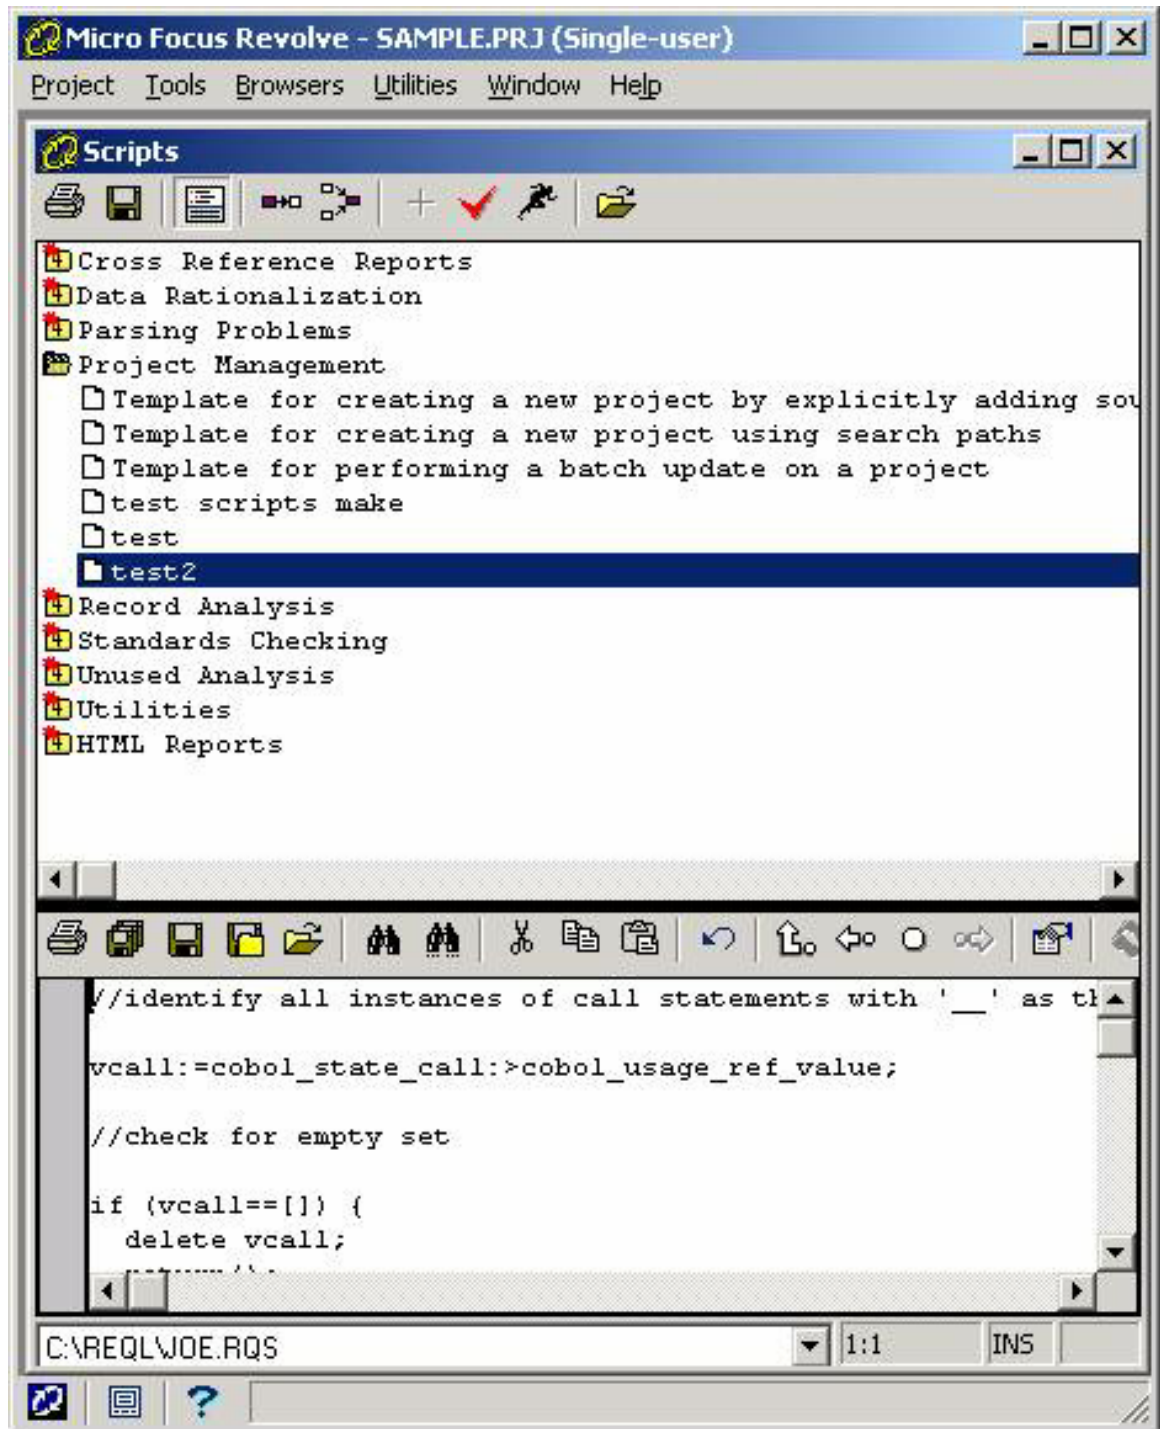 Micro Focus Revolve - SAMPLE.PRJ (Single-user)
Project Tools Browsers Utilities Window Help
Scripts
Cross Reference Reports
Data Rationalization
Parsing Problems
Project Management
Template for creating a new project by explicitly adding sou
Template for creating a new project using search paths
Template for performing a batch update on a project
test scripts make
test
test2
Record Analysis
Standards Checking
Unused Analysis
Utilities
HTML Reports
//identify all instances of call statements with '__' as th
vcall:=cobol_state_call:>cobol_usage_ref_value;
//check for empty set
if (vcall==[]) {
delete vcall;
C:\REQL\JOE.RQS 1:1 INS